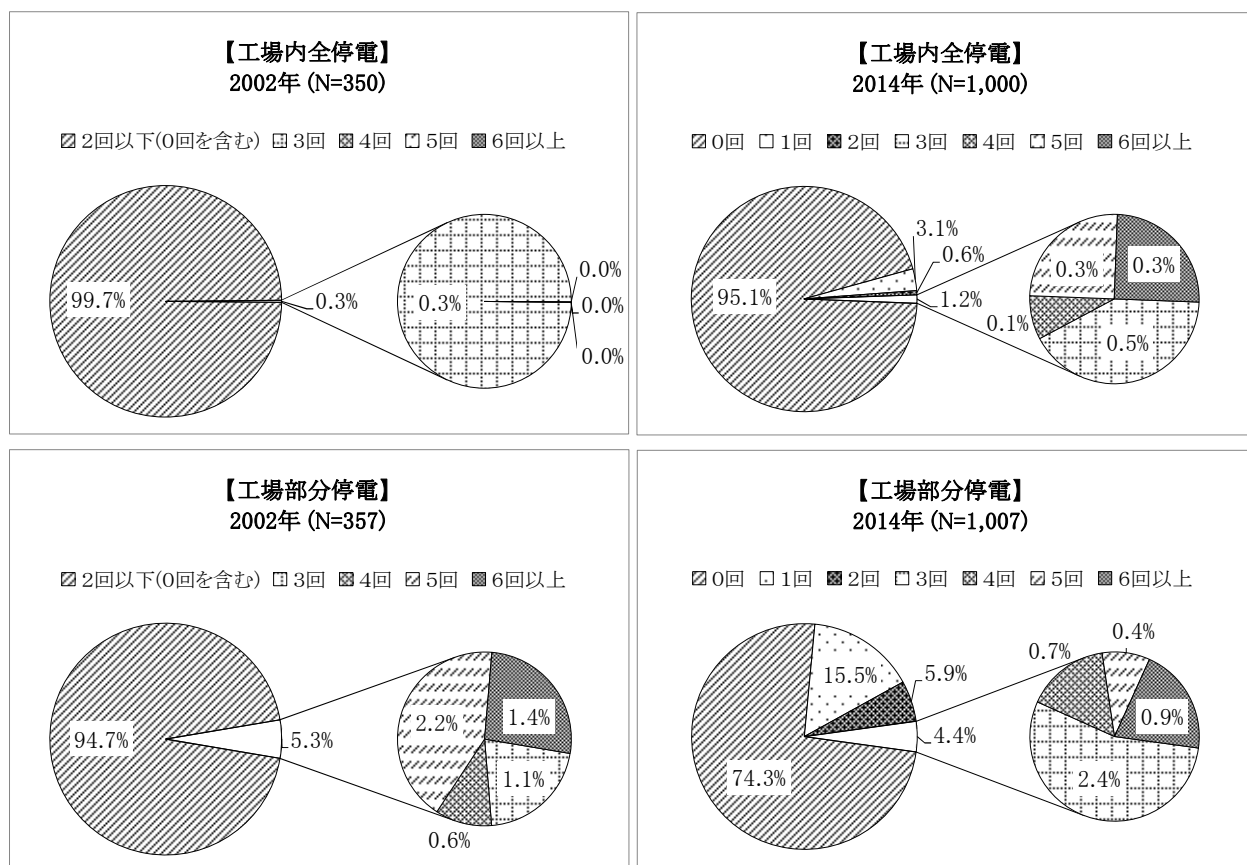 【工場内全停電】
2002年 (N=350)
2回以下(0回を含む) 3回 4回 5回 6回以上
99.7%
0.3%
0.3%
0.0%
0.0%
0.0%
【工場内全停電】
2014年 (N=1,000)
0回 1回 2回 3回 4回 5回 6回以上
95.1%
3.1%
0.6%
1.2%
0.3%
0.3%
0.1%
0.5%
【工場部分停電】
2002年 (N=357)
2回以下(0回を含む) 3回 4回 5回 6回以上
94.7%
5.3%
2.2%
1.4%
1.1%
0.6%
【工場部分停電】
2014年 (N=1,007)
0回 1回 2回 3回 4回 5回 6回以上
74.3%
15.5%
5.9%
4.4%
0.7%
0.4%
0.9%
2.4%